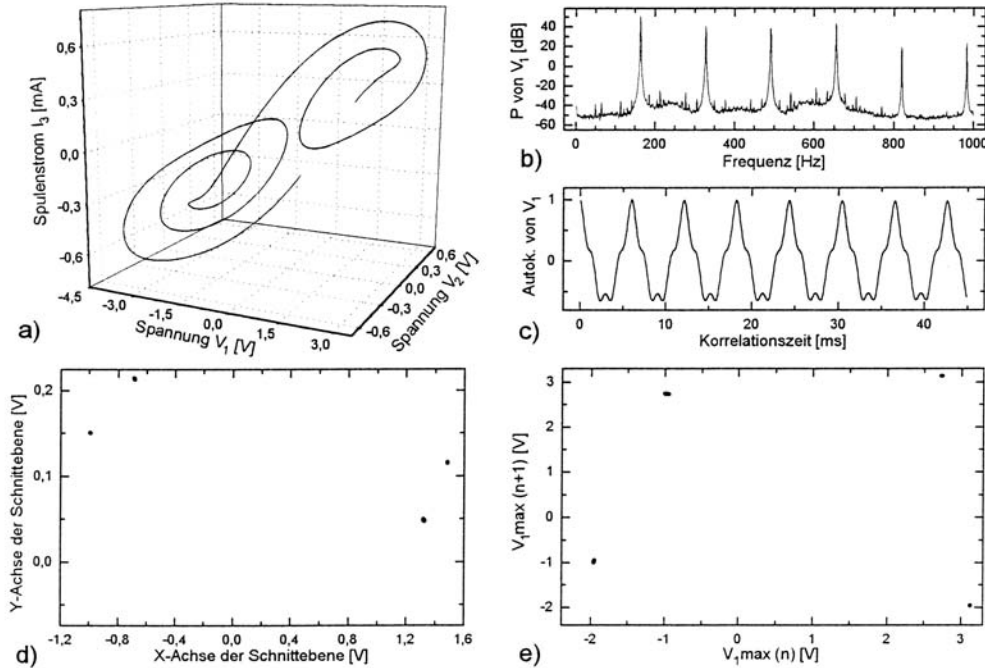 0,6
0,3
0,0
-0,3
-0,6
Spulenstrom I3 [mA]
-4,5
-3,0
-1,5
0,0
1,5
3,0
Spannung V1 [V]
-0,6
-0,3
0,0
0,3
0,6
Spannung V2 [V]
a)
60
40
20
0
-20
-40
-60
P von V1 [dB]
0 200 400 600 800 1000
Frequenz [Hz]
b)
1
0
Autok. von V1
0 10 20 30 40
Korrelationszeit [ms]
c)
0,2
0,1
0,0
Y-Achse der Schnittebene [V]
-1,2 -0,8 -0,4 0,0 0,4 0,8 1,2 1,6
X-Achse der Schnittebene [V]
d)
3
2
1
0
-1
-2
V1max (n+1) [V]
-2 -1 0 1 2 3
V1max (n) [V]
e)